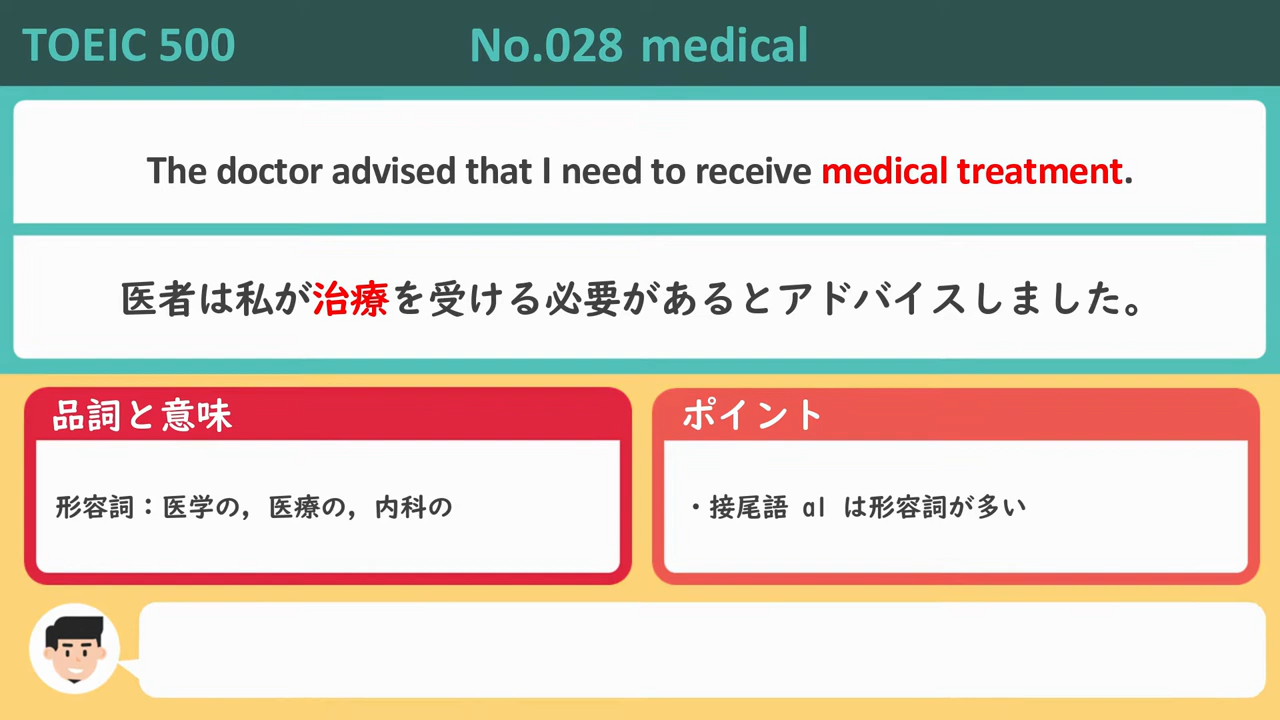 TOEIC 500
No.028 medical
The doctor advised that I need to receive medical treatment.
医者は私が治療を受ける必要があるとアドバイスしました。
品詞と意味
形容詞：医学の，医療の，内科の
ポイント
・接尾語 al は形容詞が多い